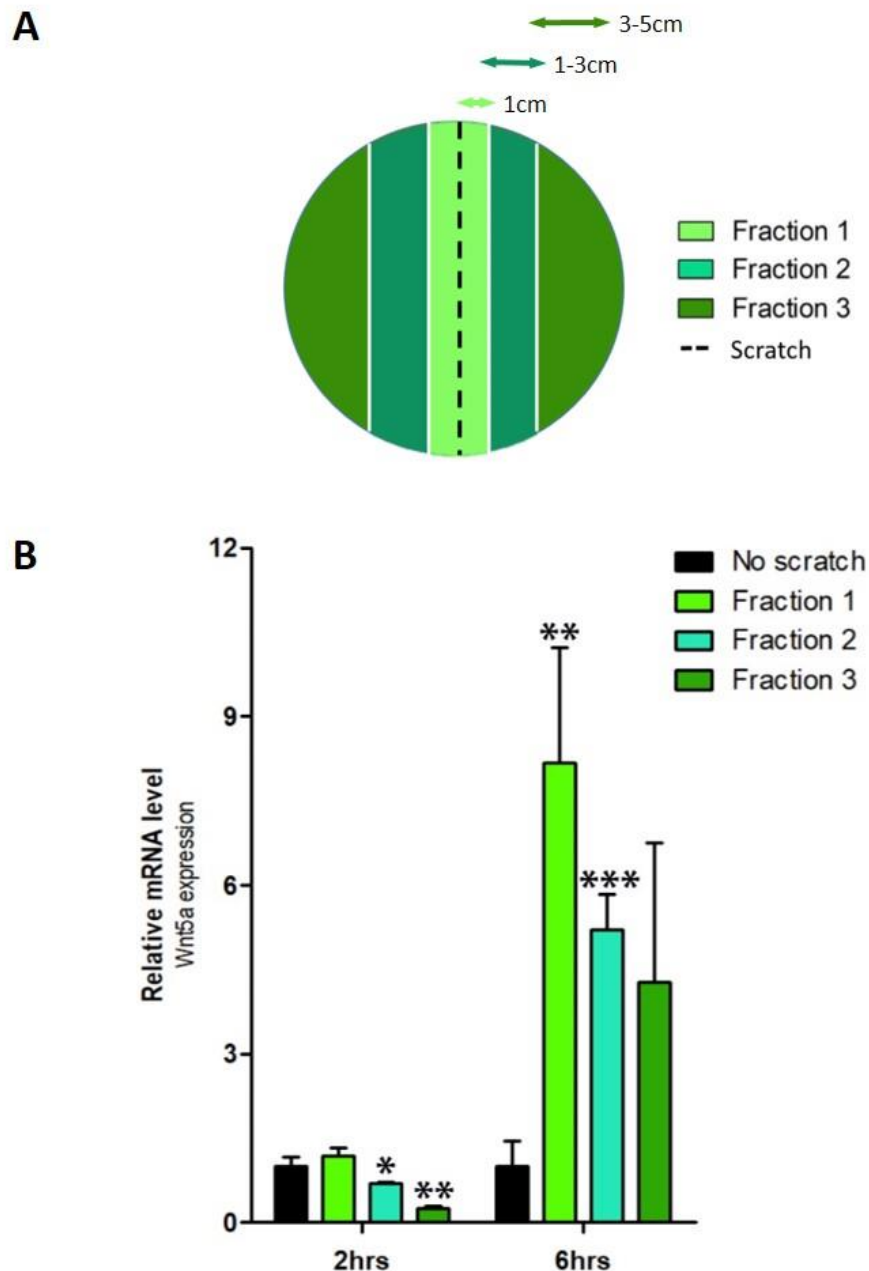 A
3-5cm
1-3cm
1cm
Fraction 1
Fraction 2
Fraction 3
Scratch
B
12
9
6
3
0
Relative mRNA level
Wnt5a expression
No scratch
Fraction 1
Fraction 2
Fraction 3
**
***
*
**
2hrs
6hrs